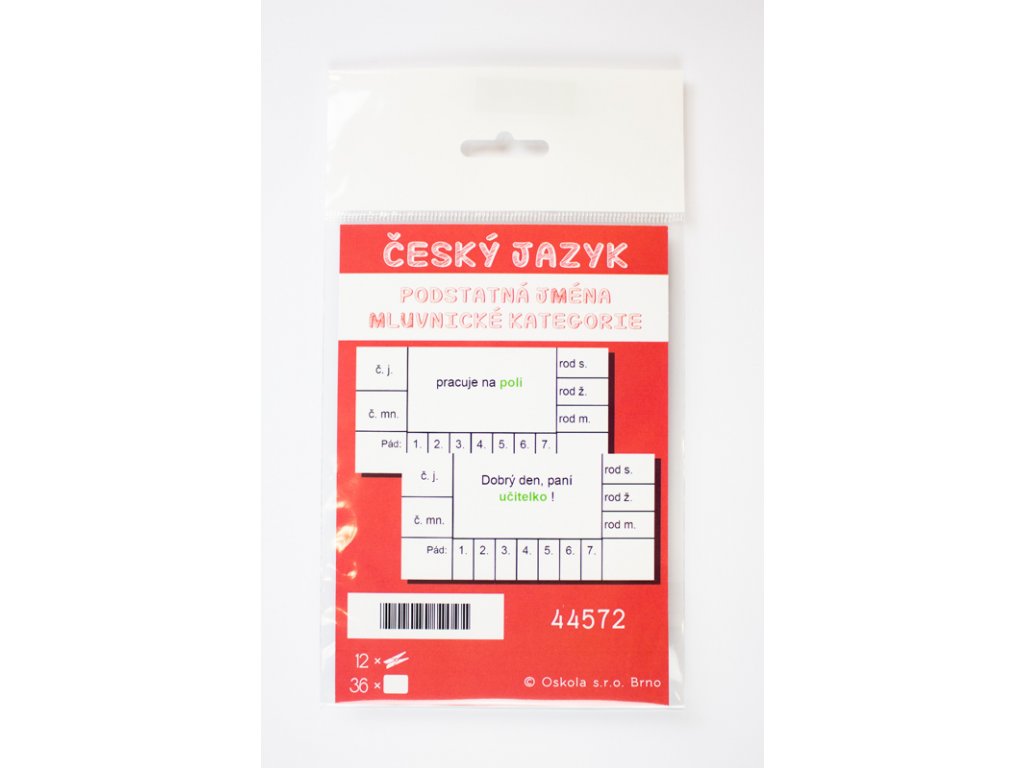 ČESKÝ JAZYK
PODSTATNÁ JMÉNA
MLUVNICKÉ KATEGORIE
č. j.
pracuje na poli
rod s.
rod ž.
č. mn.
rod m.
Pád: 1. 2. 3. 4. 5. 6. 7.
č. j.
Dobrý den, paní
učitelko !
rod s.
rod ž.
č. mn.
rod m.
Pád: 1. 2. 3. 4. 5. 6. 7.
44572
12 ×
36 ×
© Oskola s.r.o. Brno